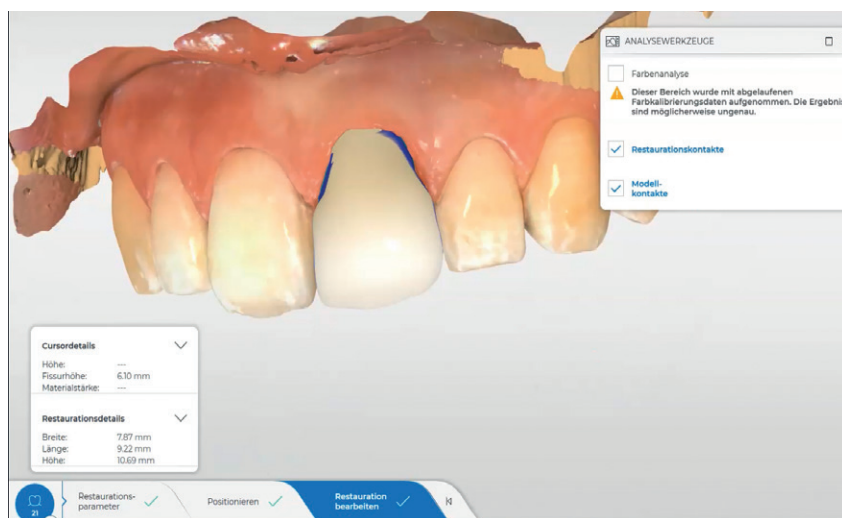 ANALYSEWERKZEUGE
Farbenanalyse
Dieser Bereich wurde mit abgelaufenen
Farbkalibrierungsdaten aufgenommen. Die Ergebnis
sind möglicherweise ungenau.
Restaurationskontakte
Modell-
kontakte
Cursordetails
Höhe: ---
Fissurhöhe: 6.10 mm
Materialstärke: ---
Restaurationsdetails
Breite: 7.87 mm
Länge: 9.22 mm
Höhe: 10.69 mm
21
Restaurations-
parameter
Positionieren
Restauration
bearbeiten